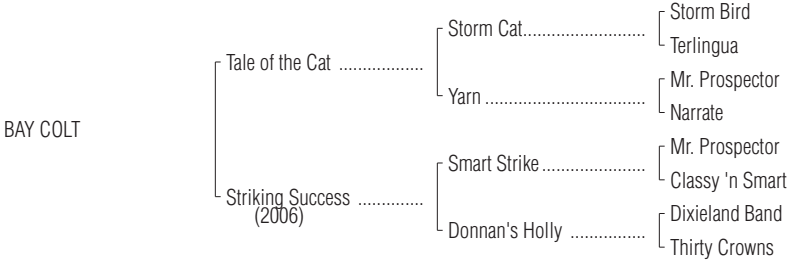 Storm Bird
Storm Cat..........................
Terlingua
Tale of the Cat ..................
Mr. Prospector
Yarn ..................................
Narrate
BAY COLT
Mr. Prospector
Smart Strike......................
Classy 'n Smart
Striking Success ..............
(2006)
Dixieland Band
Donnan's Holly ................
Thirty Crowns